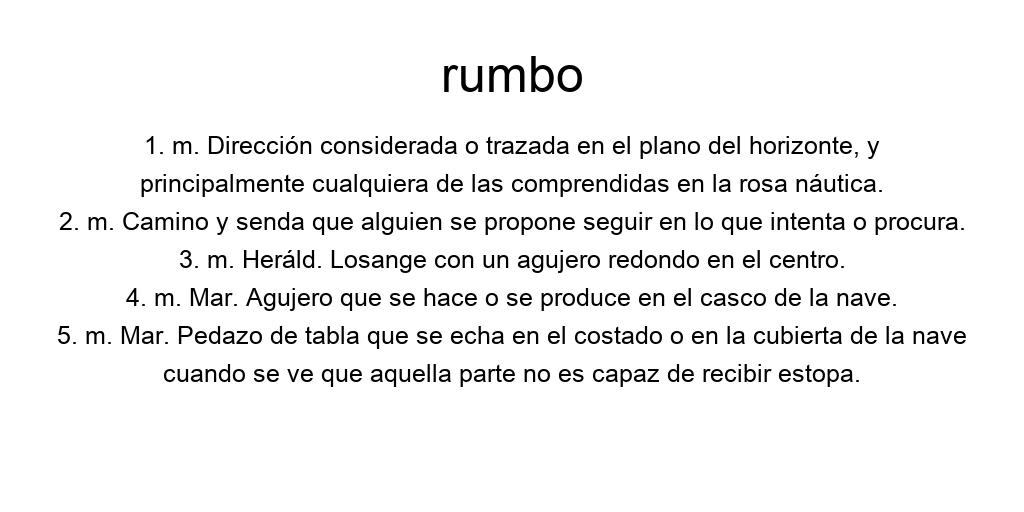 rumbo
1. m. Dirección considerada o trazada en el plano del horizonte, y
principalmente cualquiera de las comprendidas en la rosa náutica.
2. m. Camino y senda que alguien se propone seguir en lo que intenta o procura.
3. m. Heráld. Losange con un agujero redondo en el centro.
4. m. Mar. Agujero que se hace o se produce en el casco de la nave.
5. m. Mar. Pedazo de tabla que se echa en el costado o en la cubierta de la nave
cuando se ve que aquella parte no es capaz de recibir estopa.